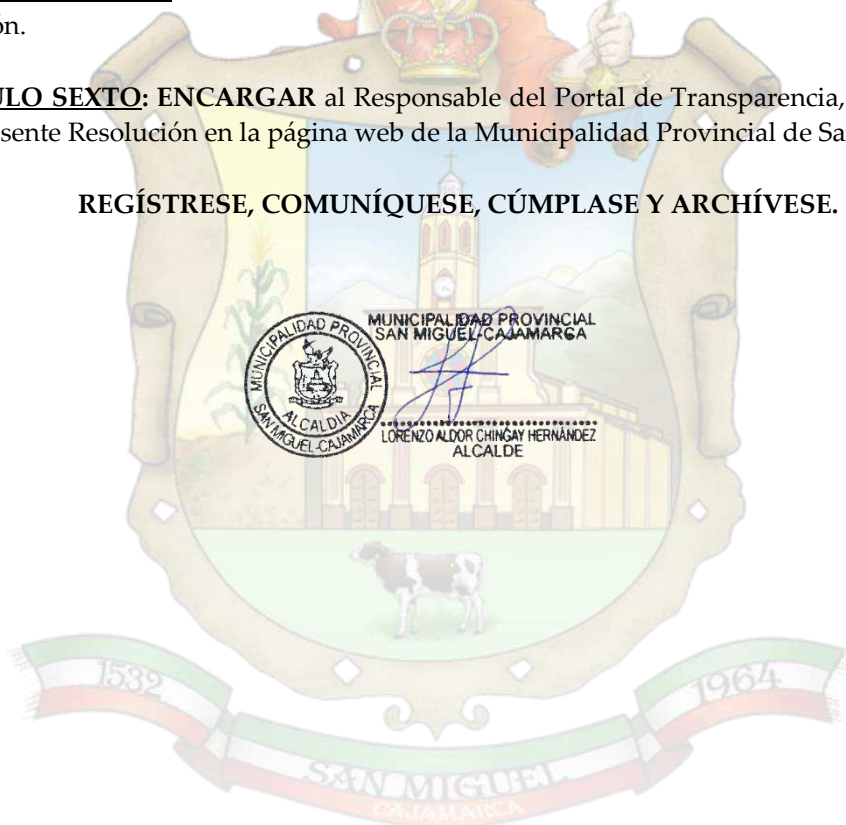 ón.
ULO SEXTO: ENCARGAR al Responsable del Portal de Transparencia,
sente Resolución en la página web de la Municipalidad Provincial de Sa
REGÍSTRESE, COMUNÍQUESE, CÚMPLASE Y ARCHÍVESE.
MUNICIPALIDAD PROVINCIAL
SAN MIGUEL-CAJAMARCA
ALCALDIA
MUNICIPALIDAD PROVINCIAL
SAN MIGUEL-CAJAMARCA
LORENZO ALDOR CHINGAY HERNÁNDEZ
ALCALDE
1532
1964
SAN MIGUEL
CAJAMARCA